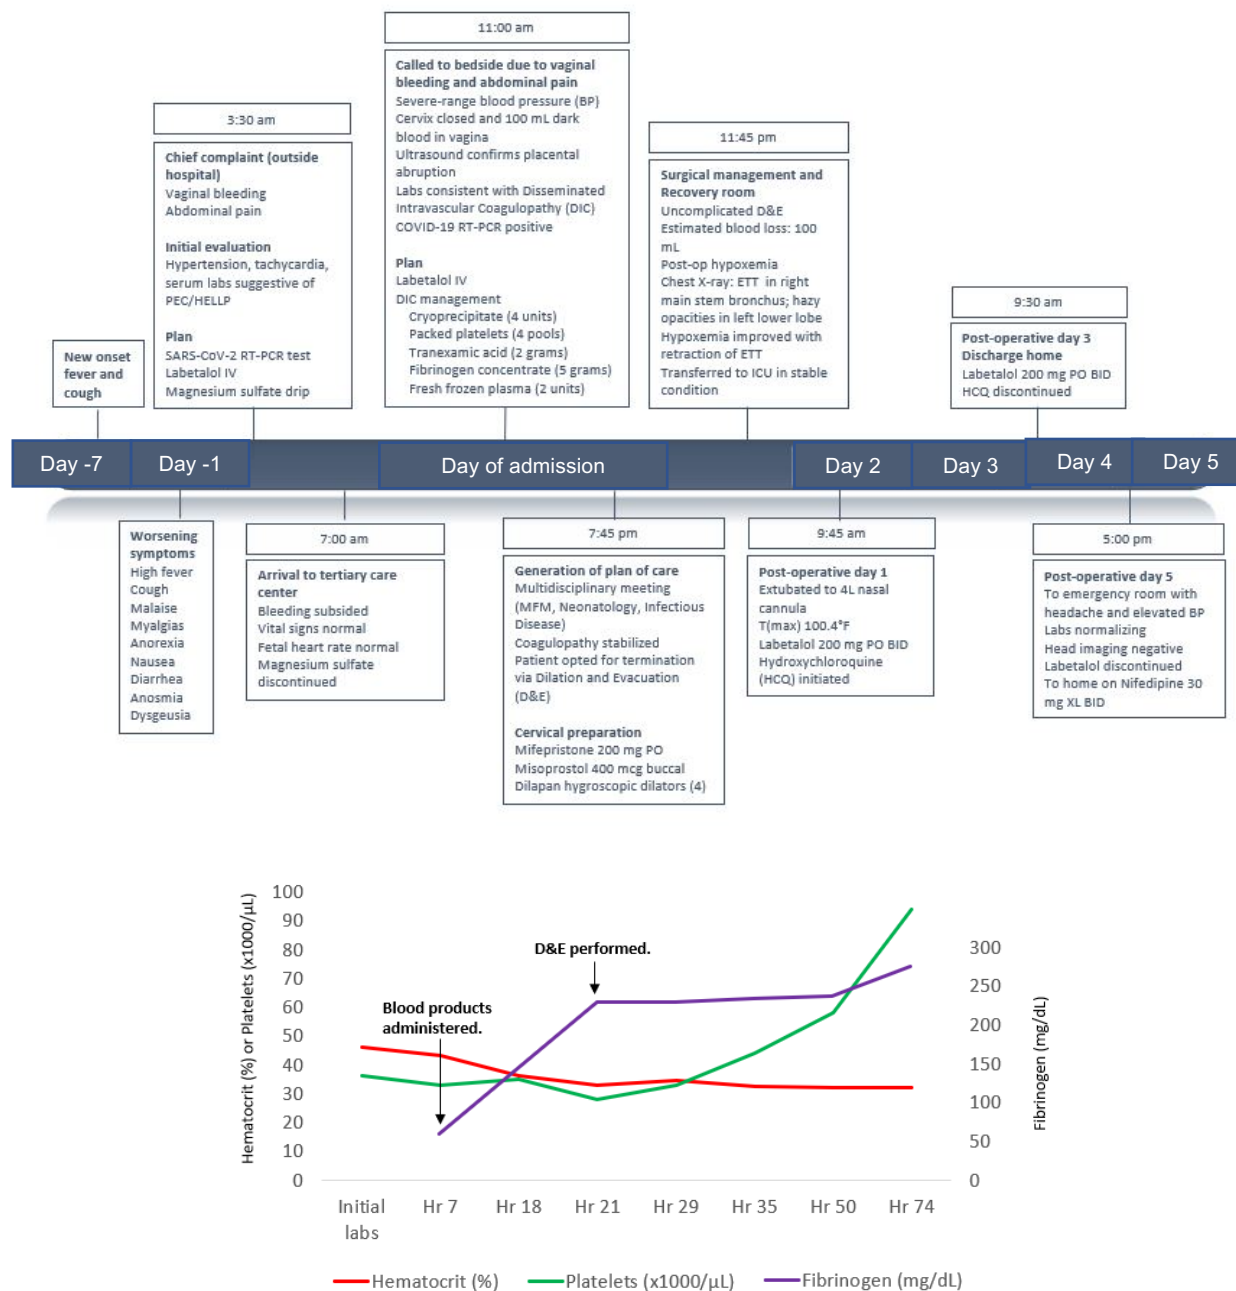 11:00 am
Called to bedside due to vaginal
bleeding and abdominal pain
Severe-range blood pressure (BP)
Cervix closed and 100 mL dark
blood in vagina
Ultrasound confirms placental
abruption
Labs consistent with Disseminated
Intravascular Coagulopathy (DIC)
COVID-19 RT-PCR positive
Plan
Labetalol IV
DIC management
Cryoprecipitate (4 units)
Packed platelets (4 pools)
Tranexamic acid (2 grams)
Fibrinogen concentrate (5 grams)
Fresh frozen plasma (2 units)
3:30 am
Chief complaint (outside
hospital)
Vaginal bleeding
Abdominal pain
Initial evaluation
Hypertension, tachycardia,
serum labs suggestive of
PEC/HELLP
Plan
SARS-CoV-2 RT-PCR test
Labetalol IV
Magnesium sulfate drip
11:45 pm
Surgical management and
Recovery room
Uncomplicated D&E
Estimated blood loss: 100
mL
Post-op hypoxemia
Chest X-ray: ETT in right
main stem bronchus; hazy
opacities in left lower lobe
Hypoxemia improved with
retraction of ETT
Transferred to ICU in stable
condition
9:30 am
Post-operative day 3
Discharge home
Labetalol 200 mg PO BID
HCQ discontinued
New onset
fever and
cough
Day -7
Day -1
Day of admission
Day 2
Day 3
Day 4
Day 5
Worsening
symptoms
High fever
Cough
Malaise
Myalgias
Anorexia
Nausea
Diarrhea
Anosmia
Dysgeusia
7:00 am
Arrival to tertiary care
center
Bleeding subsided
Vital signs normal
Fetal heart rate normal
Magnesium sulfate
discontinued
7:45 pm
Generation of plan of care
Multidisciplinary meeting
(MFM, Neonatology, Infectious
Disease)
Coagulopathy stabilized
Patient opted for termination
via Dilation and Evacuation
(D&E)
Cervical preparation
Mifepristone 200 mg PO
Misoprostol 400 mcg buccal
Dilapan hygroscopic dilators (4)
9:45 am
Post-operative day 1
Extubated to 4L nasal
cannula
T(max) 100.4°F
Labetalol 200 mg PO BID
Hydroxychloroquine
(HCQ) initiated
5:00 pm
Post-operative day 5
To emergency room with
headache and elevated BP
Labs normalizing
Head imaging negative
Labetalol discontinued
To home on Nifedipine 30
mg XL BID
Hematocrit (%) or Platelets (x1000/µL)
100
90
80
70
60
50
40
30
20
10
0
Blood products
administered.
D&E performed.
300
250
200
150
100
50
0
Fibrinogen (mg/dL)
Initial
labs
Hr 7
Hr 18
Hr 21
Hr 29
Hr 35
Hr 50
Hr 74
Hematocrit (%)
Platelets (x1000/µL)
Fibrinogen (mg/dL)